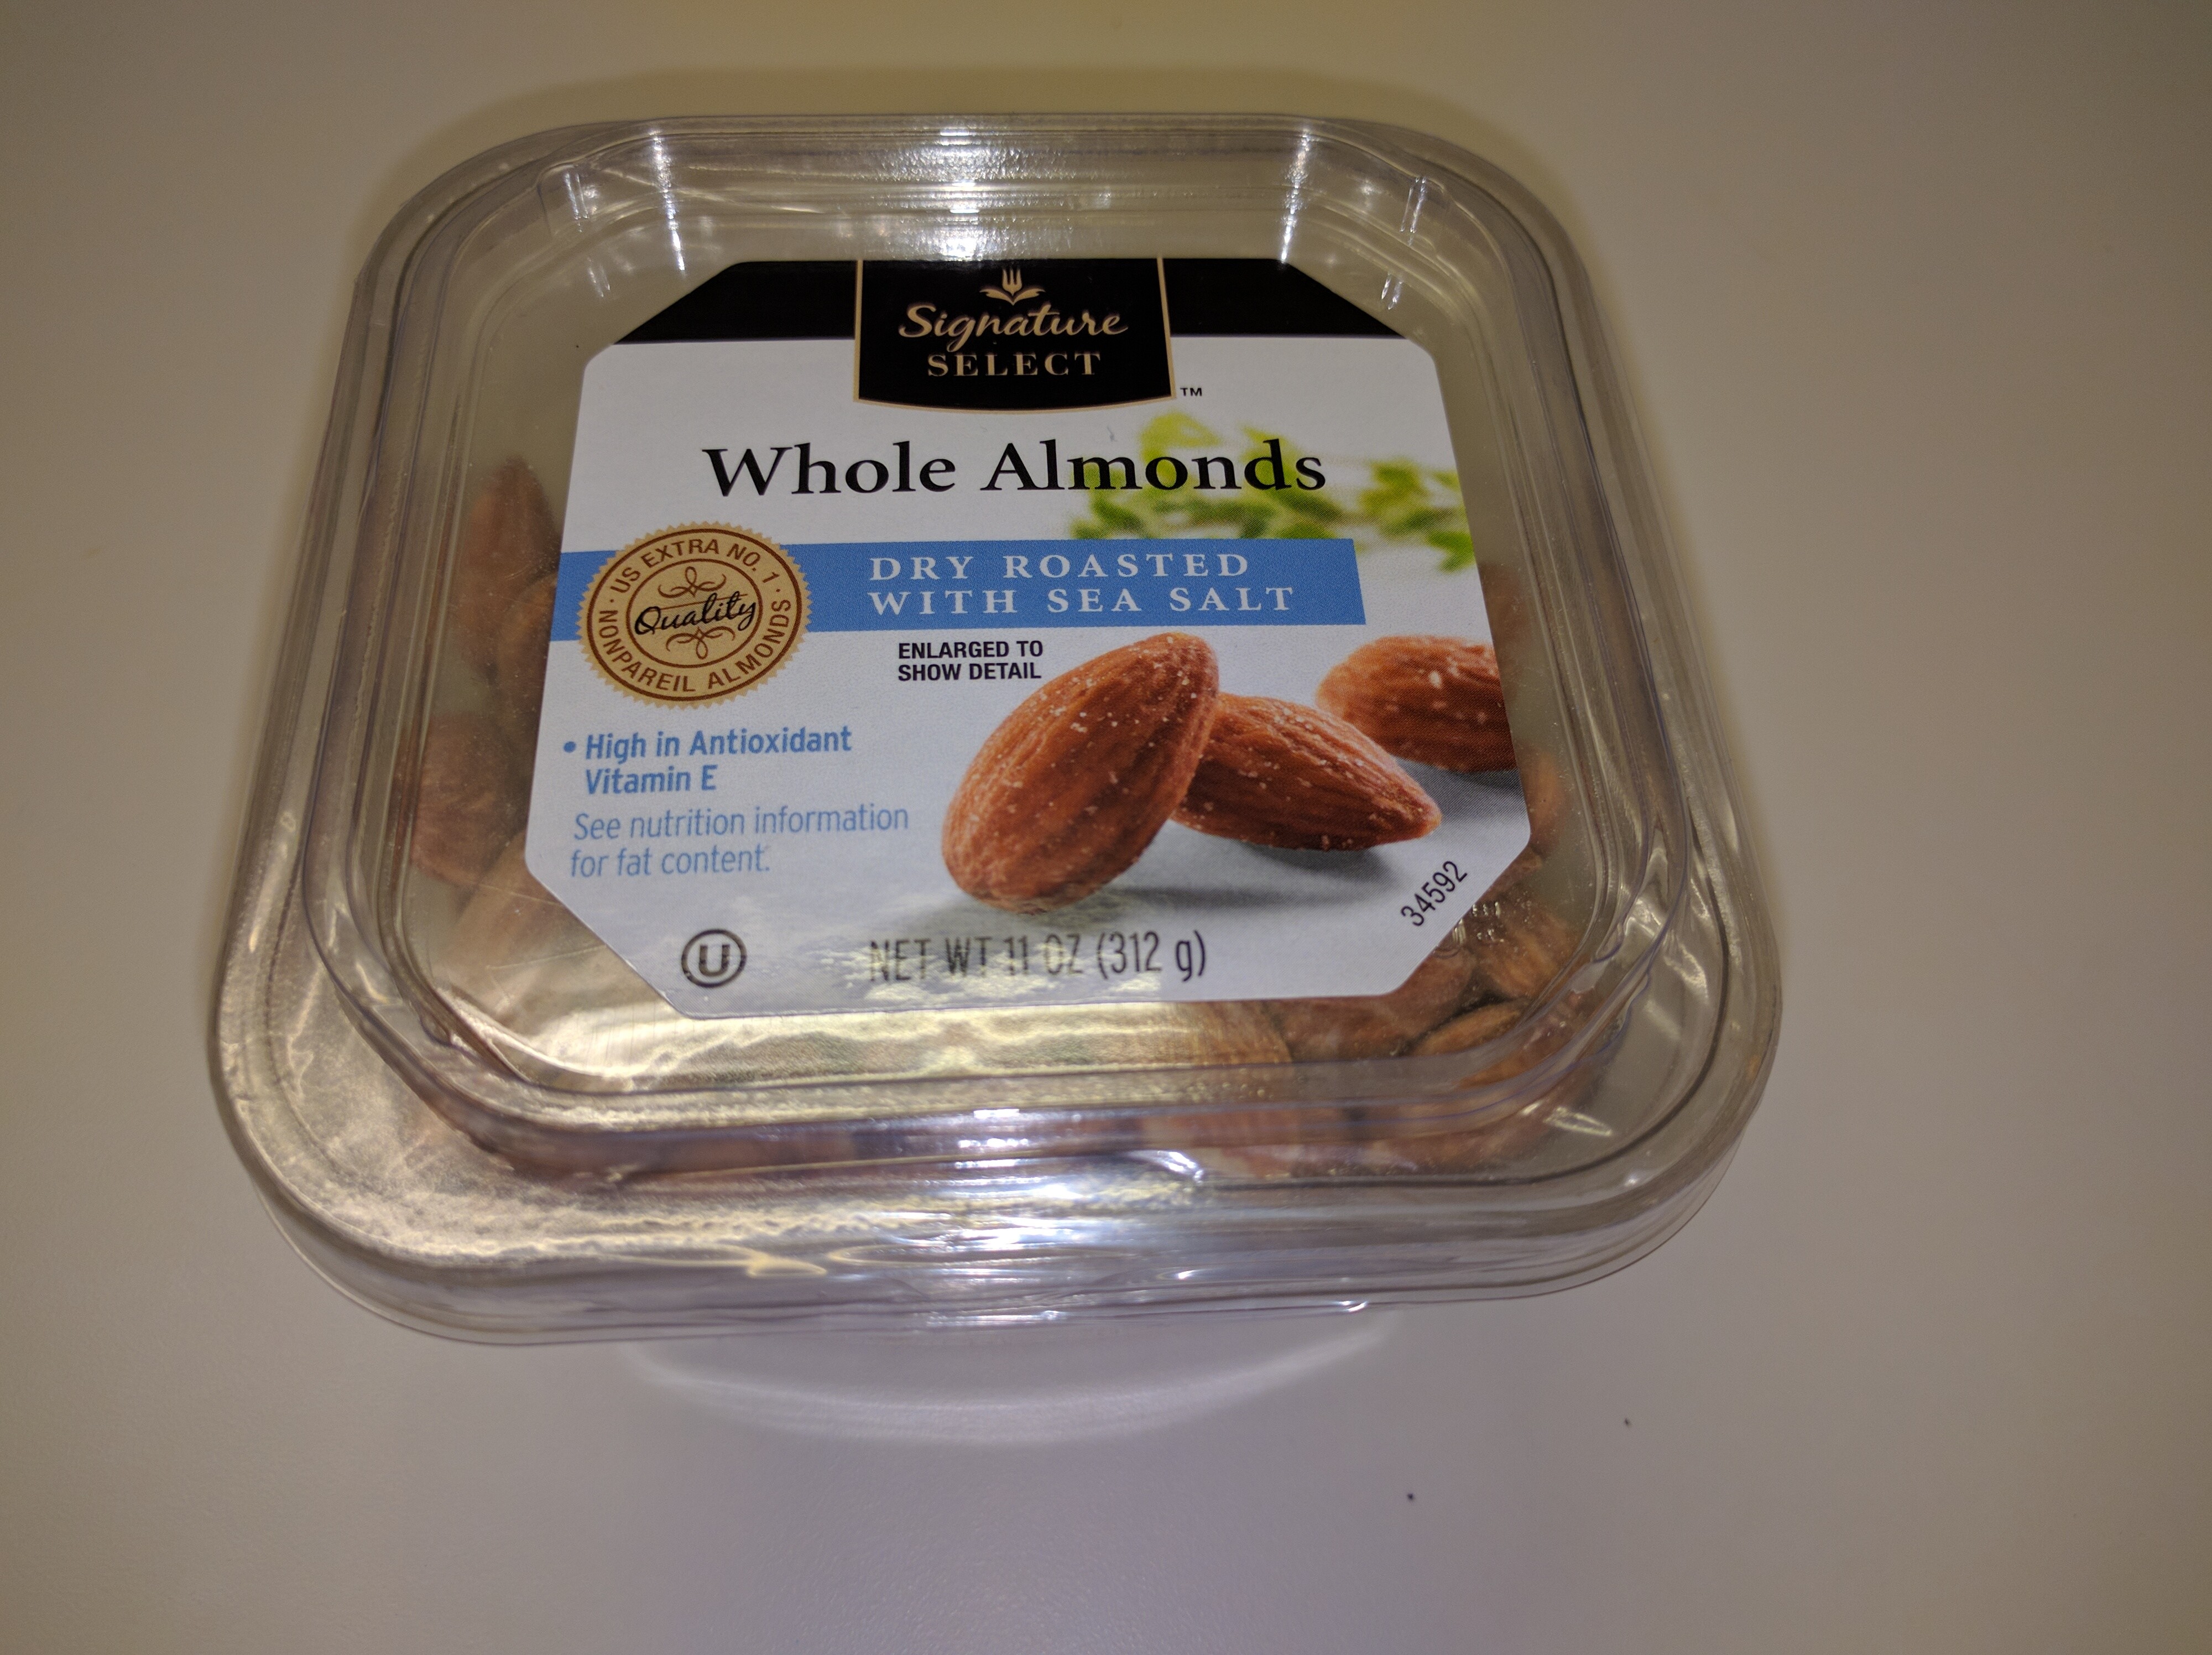 Signature
SELECT
TM
Whole Almonds
US EXTRA NO. 1
Quality
NONPAREIL ALMONDS
DRY ROASTED
WITH SEA SALT
ENLARGED TO
SHOW DETAIL
• High in Antioxidant
Vitamin E
See nutrition information
for fat content.
34592
U
NET WT 11 OZ (312 g)